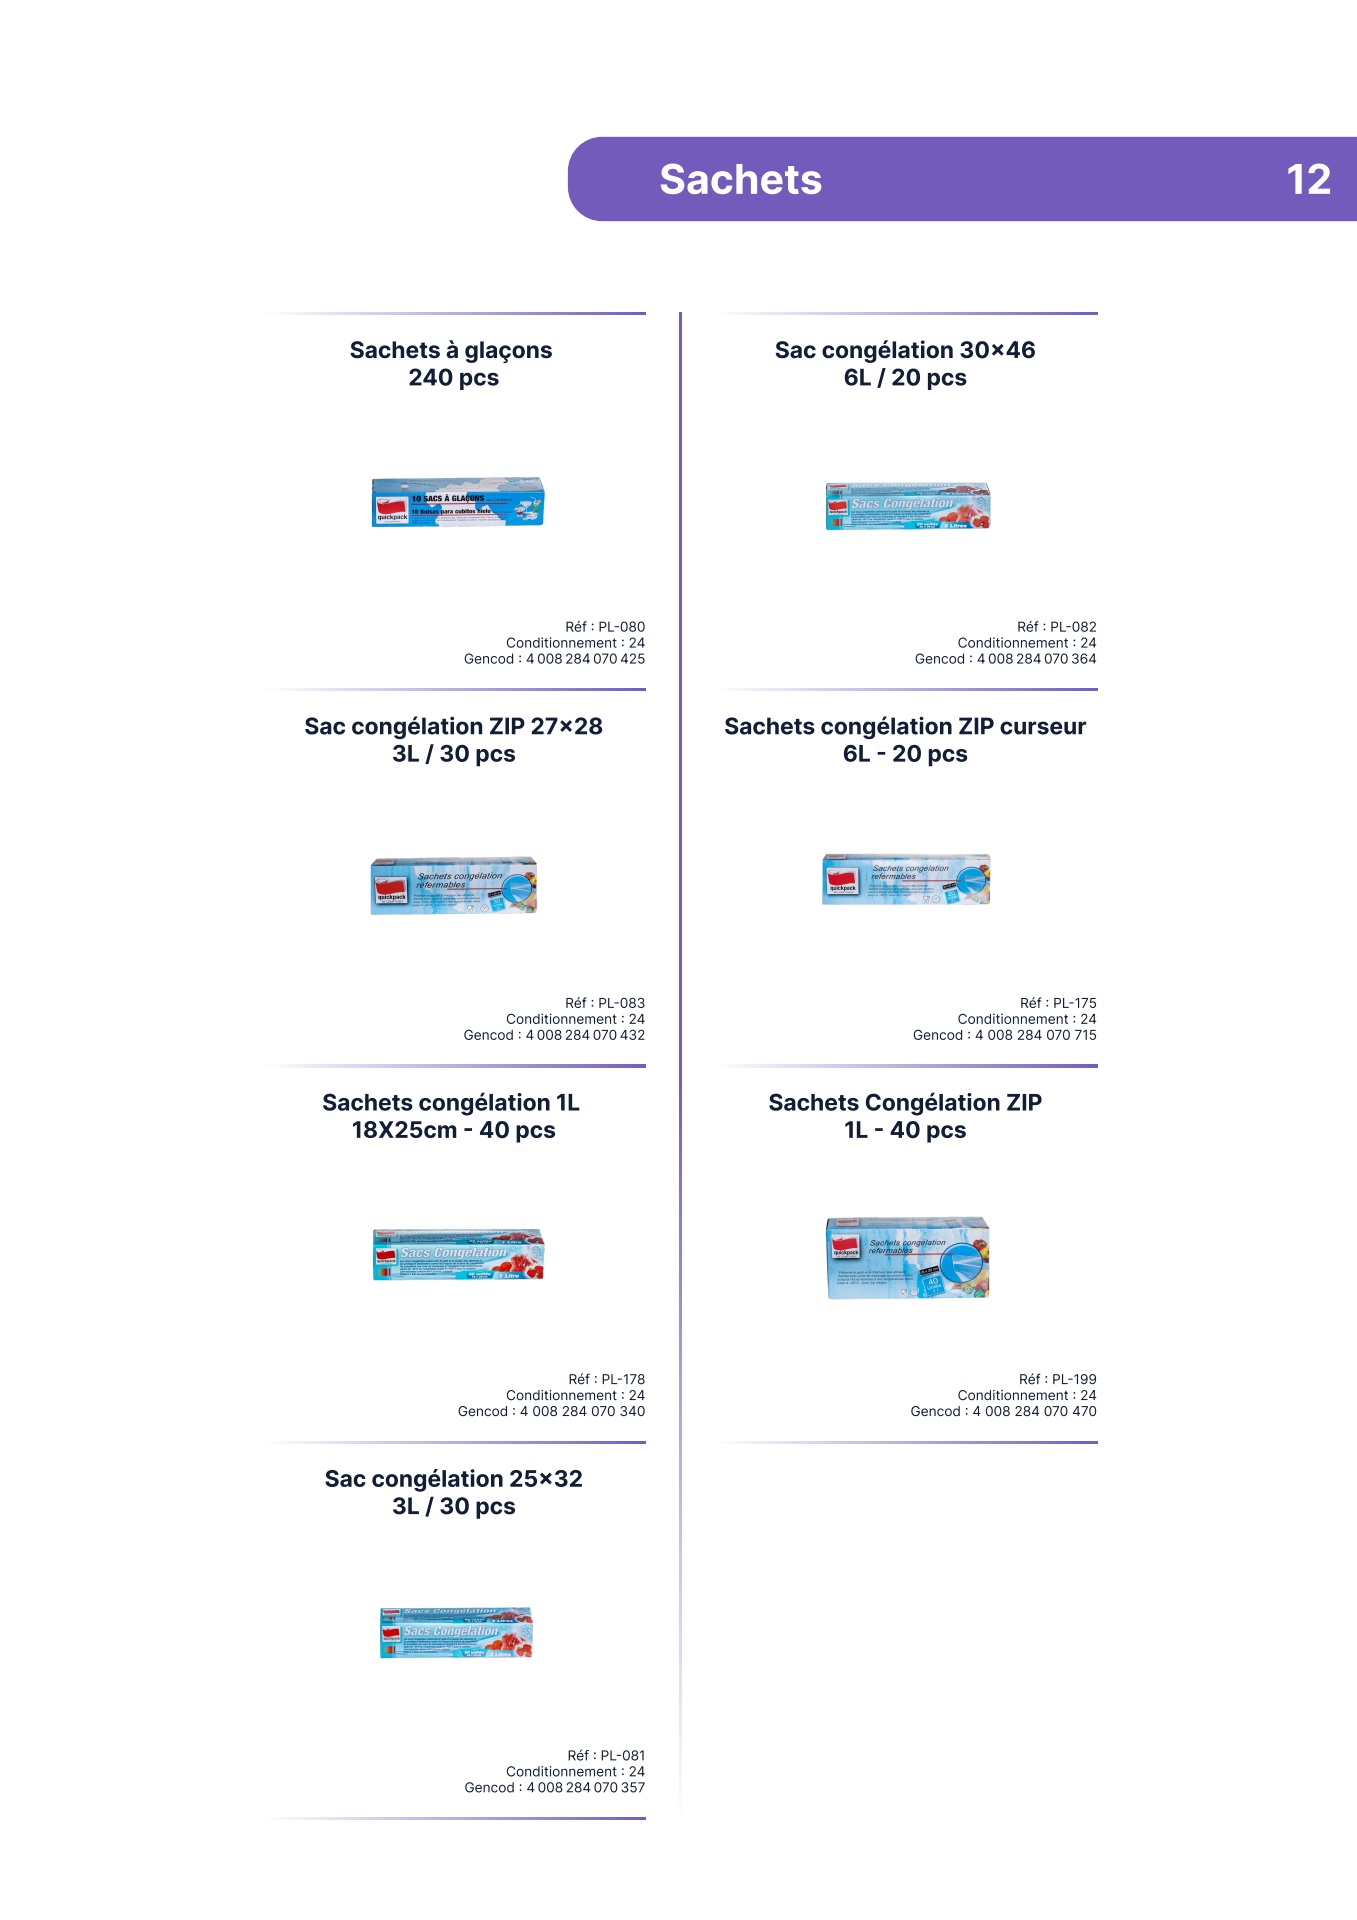 Sachets
12
Sachets à glaçons
240 pcs
10 SACS À GLAÇONS
10 Bolsas para cubitos hielo
quickpack
Réf : PL-080
Conditionnement : 24
Gencod : 4 008 284 070 425
Sac congélation 30x46
6L / 20 pcs
Sacs Congélation
6 Litres
Réf : PL-082
Conditionnement : 24
Gencod : 4 008 284 070 364
Sac congélation ZIP 27x28
3L / 30 pcs
Sachets congélation
refermables
quickpack
Réf : PL-083
Conditionnement : 24
Gencod : 4 008 284 070 432
Sachets congélation ZIP curseur
6L - 20 pcs
Sachets congélation
refermables
quickpack
Réf : PL-175
Conditionnement : 24
Gencod : 4 008 284 070 715
Sachets congélation 1L
18X25cm - 40 pcs
Sacs Congélation
quickpack
1 Litre
Réf : PL-178
Conditionnement : 24
Gencod : 4 008 284 070 340
Sachets Congélation ZIP
1L - 40 pcs
Sachets congélation
refermables
quickpack
40
Réf : PL-199
Conditionnement : 24
Gencod : 4 008 284 070 470
Sac congélation 25x32
3L / 30 pcs
Sacs Congélation
Sacs Congélation
Réf : PL-081
Conditionnement : 24
Gencod : 4 008 284 070 357